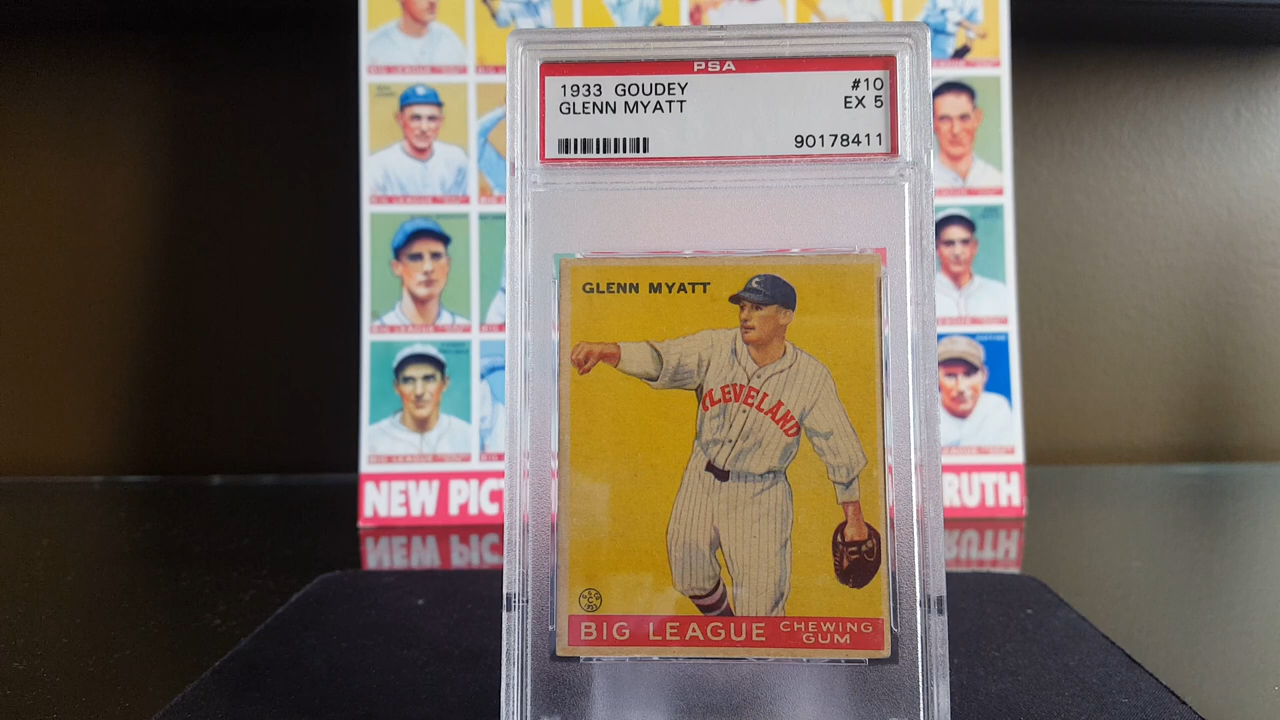 PSA
1933 GOUDEY #10
GLENN MYATT EX 5
90178411
GLENN MYATT
CLEVELAND
BIG LEAGUE CHEWING
GUM
NEW PIC
RUTH